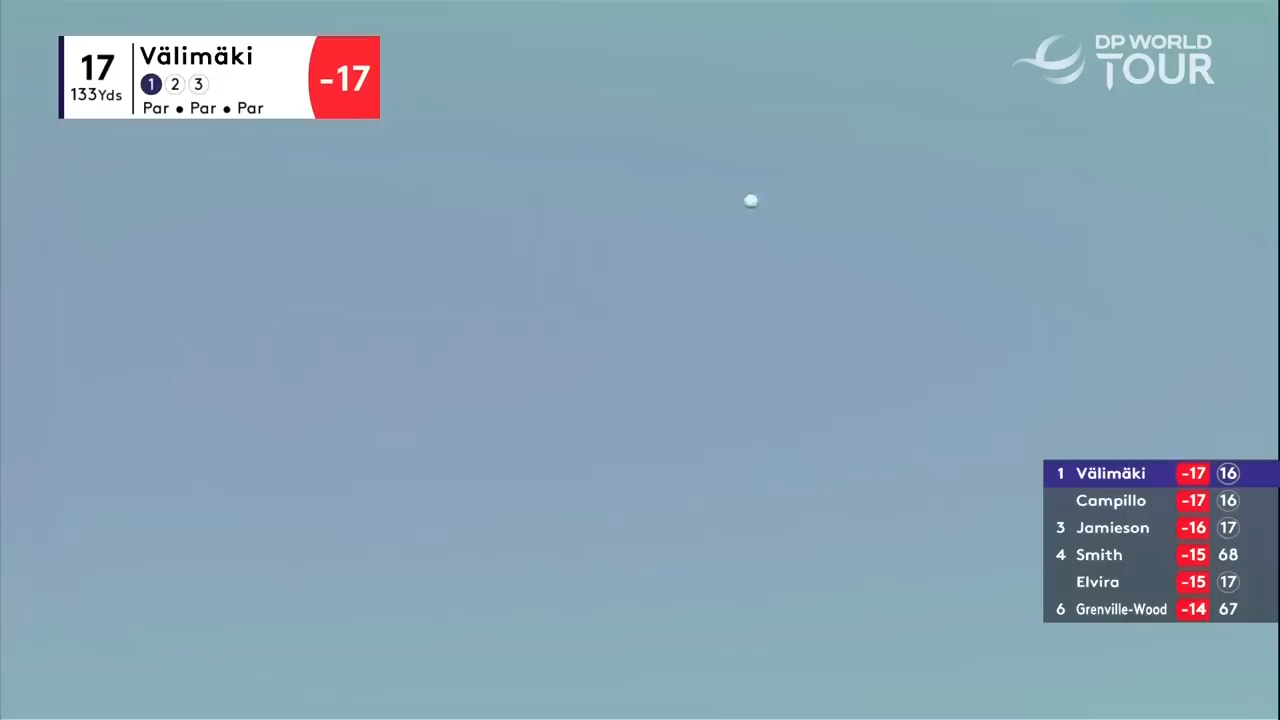 17
133Yds
Välimäki
1 2 3
Par • Par • Par
-17
DP WORLD
TOUR
1 Välimäki -17 16
Campillo -17 16
3 Jamieson -16 17
4 Smith -15 68
Elvira -15 17
6 Grenville-Wood -14 67